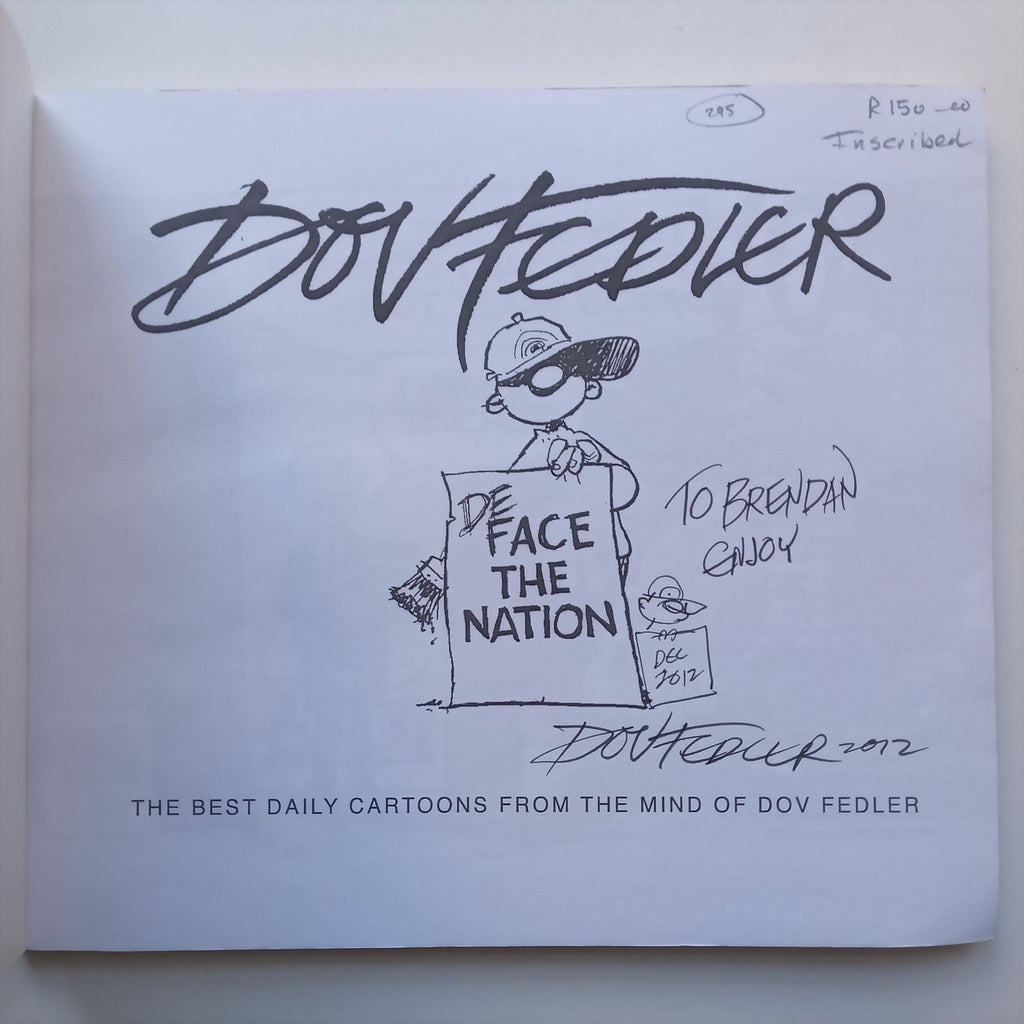 295
R150-00
Inscribed
DOV FEDLER
DE
FACE
THE
NATION
TO BRENDAN
ENJOY
DEC
2012
DOV FEDLER 2012
THE BEST DAILY CARTOONS FROM THE MIND OF DOV FEDLER